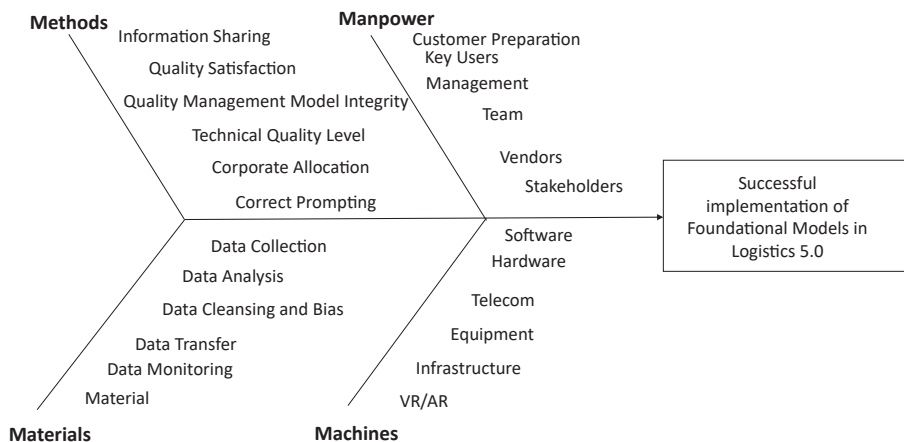 Methods
Information Sharing
Quality Satisfaction
Quality Management Model Integrity
Technical Quality Level
Corporate Allocation
Correct Prompting
Manpower
Customer Preparation
Key Users
Management
Team
Vendors
Stakeholders
Successful
implementation of
Foundational Models in
Logistics 5.0
Data Collection
Data Analysis
Data Cleansing and Bias
Data Transfer
Data Monitoring
Material
Materials
Software
Hardware
Telecom
Equipment
Infrastructure
VR/AR
Machines